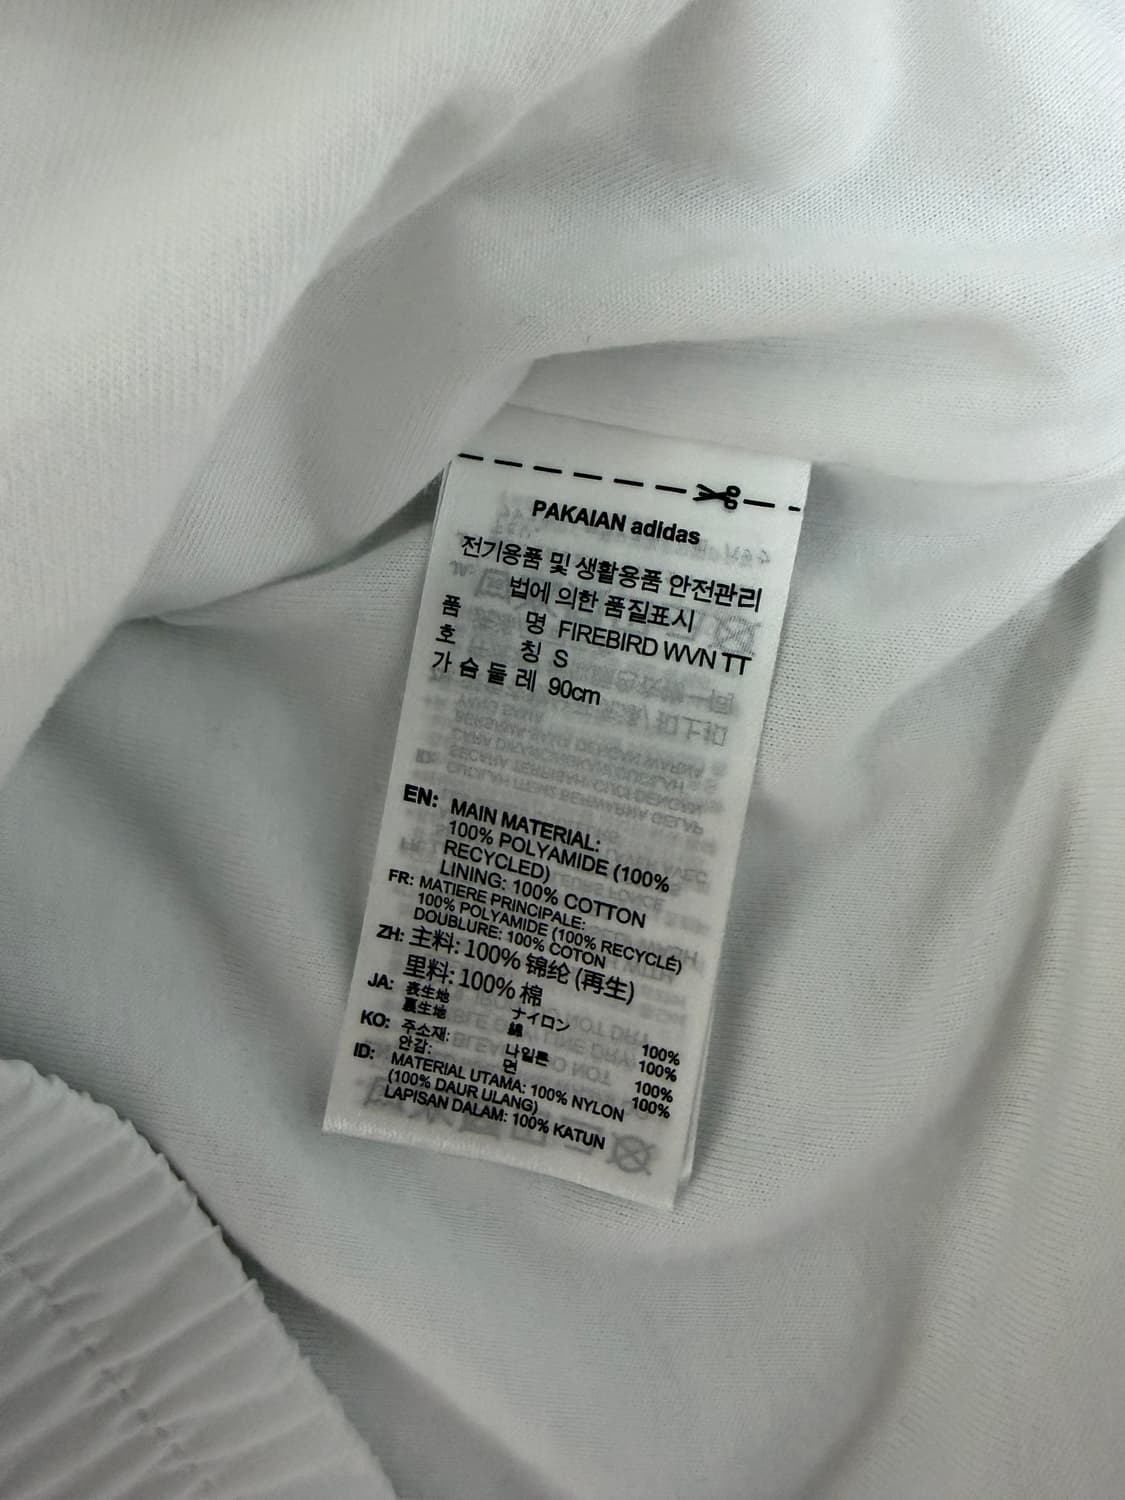 PAKAIAN adidas
전기용품 및 생활용품 안전관리
법에 의한 품질표시
품 명 FIREBIRD WVN TT
호 칭 S
가 슴 둘 레 90cm
EN: MAIN MATERIAL:
100% POLYAMIDE (100%
RECYCLED)
LINING: 100% COTTON
FR: MATIERE PRINCIPALE:
100% POLYAMIDE (100% RECYCLÉ)
DOUBLURE: 100% COTON
ZH: 主料: 100% 锦纶 (再生)
里料: 100% 棉
JA: 表生地 ナイロン 100%
裏生地 綿 100%
KO: 주소재: 나일론 100%
안감: 면 100%
ID: MATERIAL UTAMA: 100% NYLON
(100% DAUR ULANG)
LAPISAN DALAM: 100% KATUN